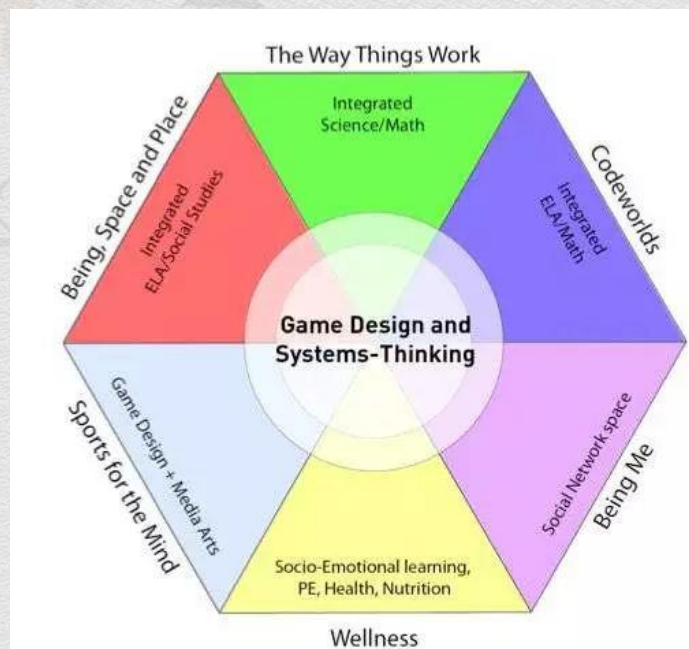 The Way Things Work
Integrated
Science/Math
Being, Space and Place
Integrated
ELA/Social Studies
Codeworlds
Integrated
ELA/Math
Game Design and
Systems-Thinking
Sports for the Mind
Game Design + Media Arts
Social Network space
Being Me
Socio-Emotional learning,
PE, Health, Nutrition
Wellness